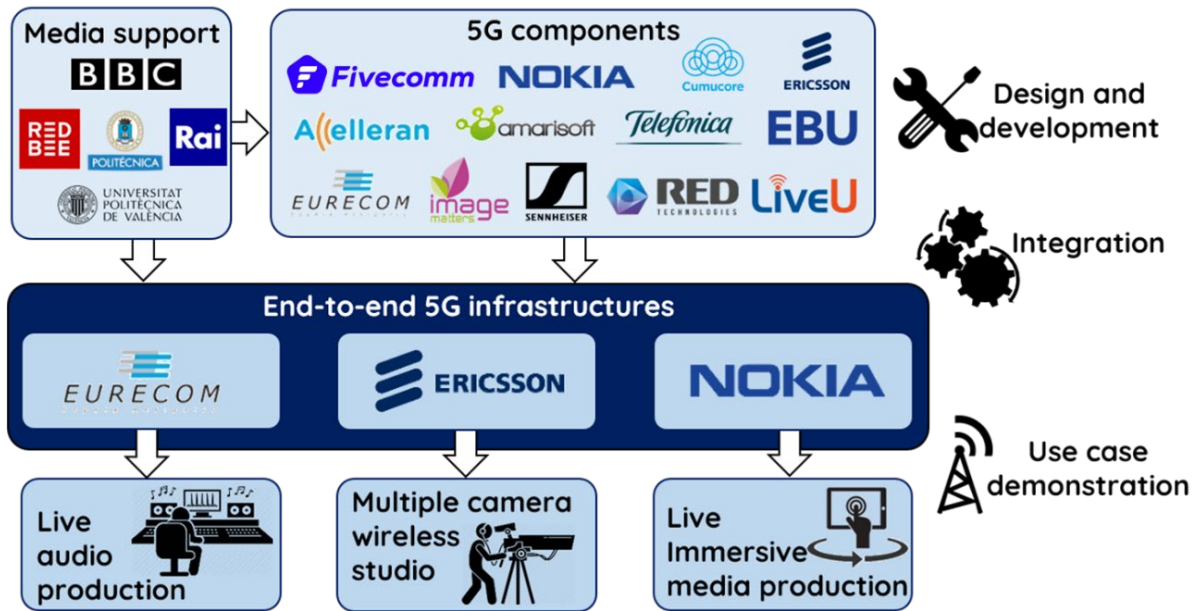 Media support
BBC
RED
BEE
POLITÉCNICA
Rai
UNIVERSITAT
POLITÈCNICA
DE VALÈNCIA
5G components
Fivecomm
NOKIA
Cumucore
ERICSSON
Accelleran
amarisoft
Telefónica
EBU
EURECOM
image
matters
SENNHEISER
RED
TECHNOLOGIES
LiveU
Design and
development
Integration
End-to-end 5G infrastructures
EURECOM
ERICSSON
NOKIA
Use case
demonstration
Live
audio
production
Multiple camera
wireless
studio
Live
Immersive
media production